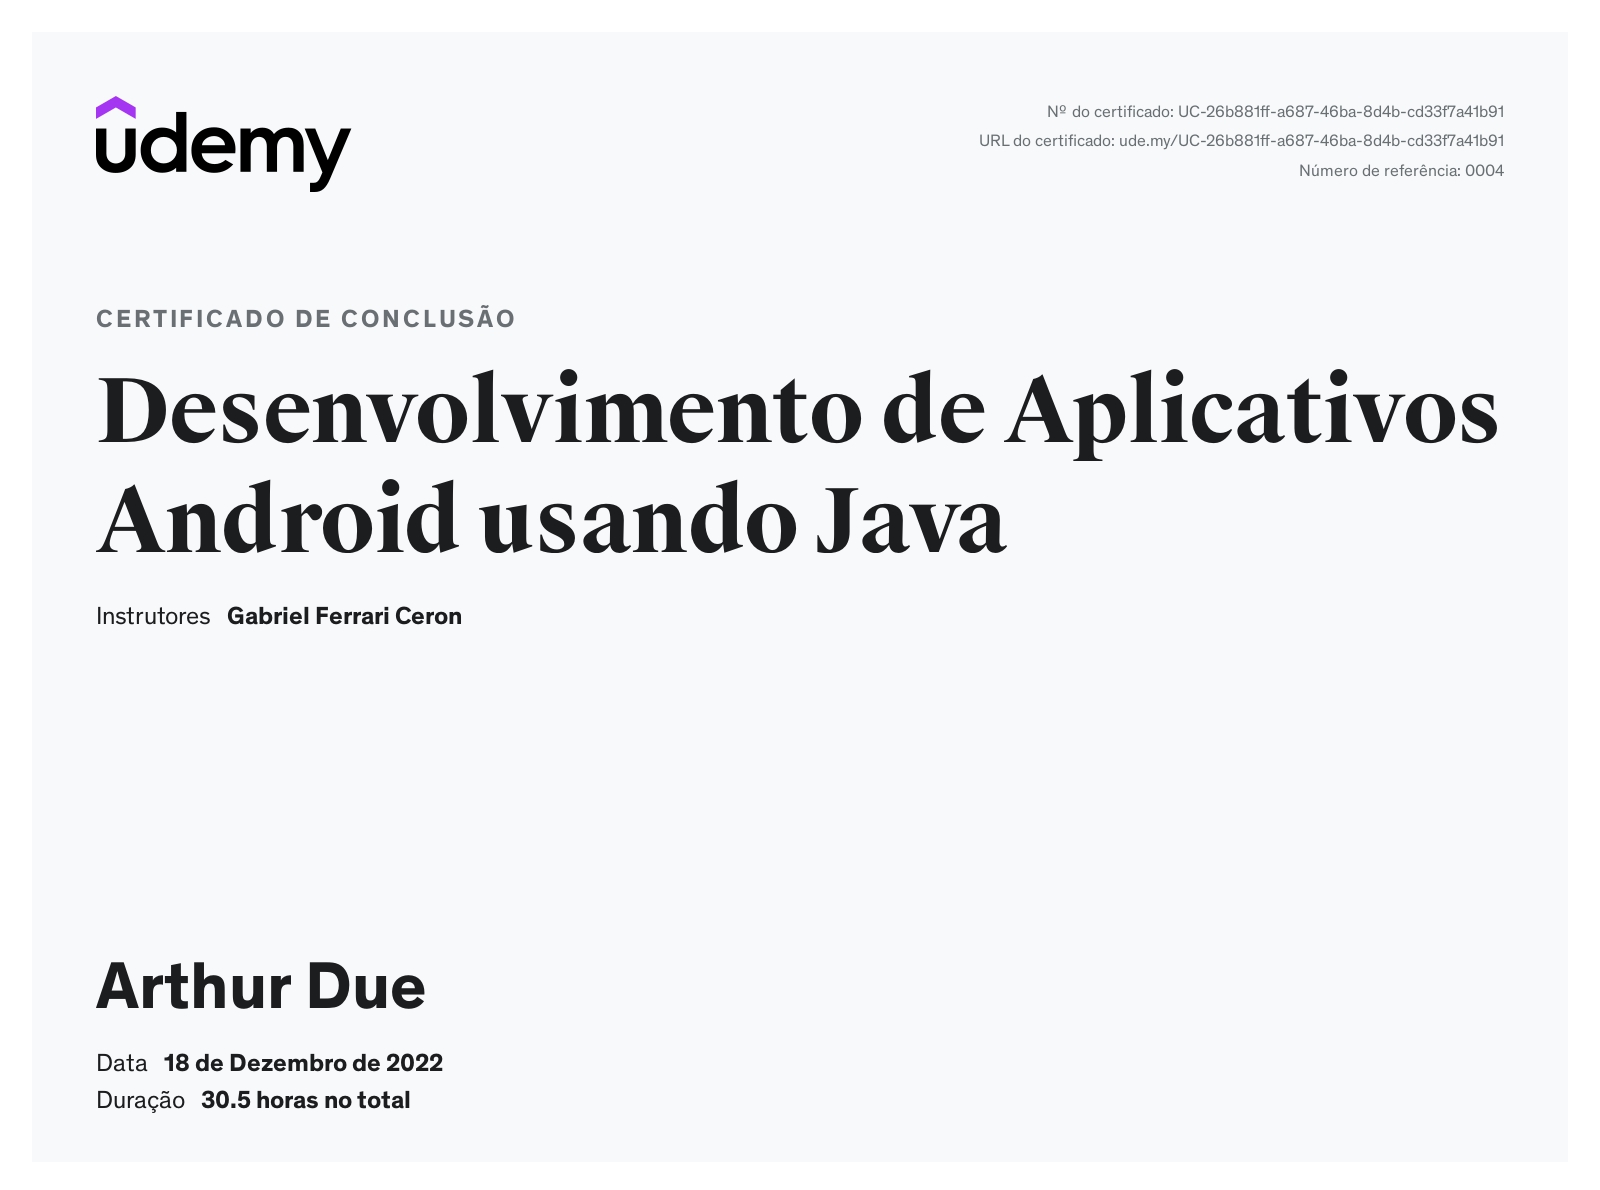 udemy
Nº do certificado: UC-26b881ff-a687-46ba-8d4b-cd33f7a41b91
URL do certificado: ude.my/UC-26b881ff-a687-46ba-8d4b-cd33f7a41b91
Número de referência: 0004
CERTIFICADO DE CONCLUSÃO
Desenvolvimento de Aplicativos
Android usando Java
Instrutores Gabriel Ferrari Ceron
Arthur Due
Data 18 de Dezembro de 2022
Duração 30.5 horas no total